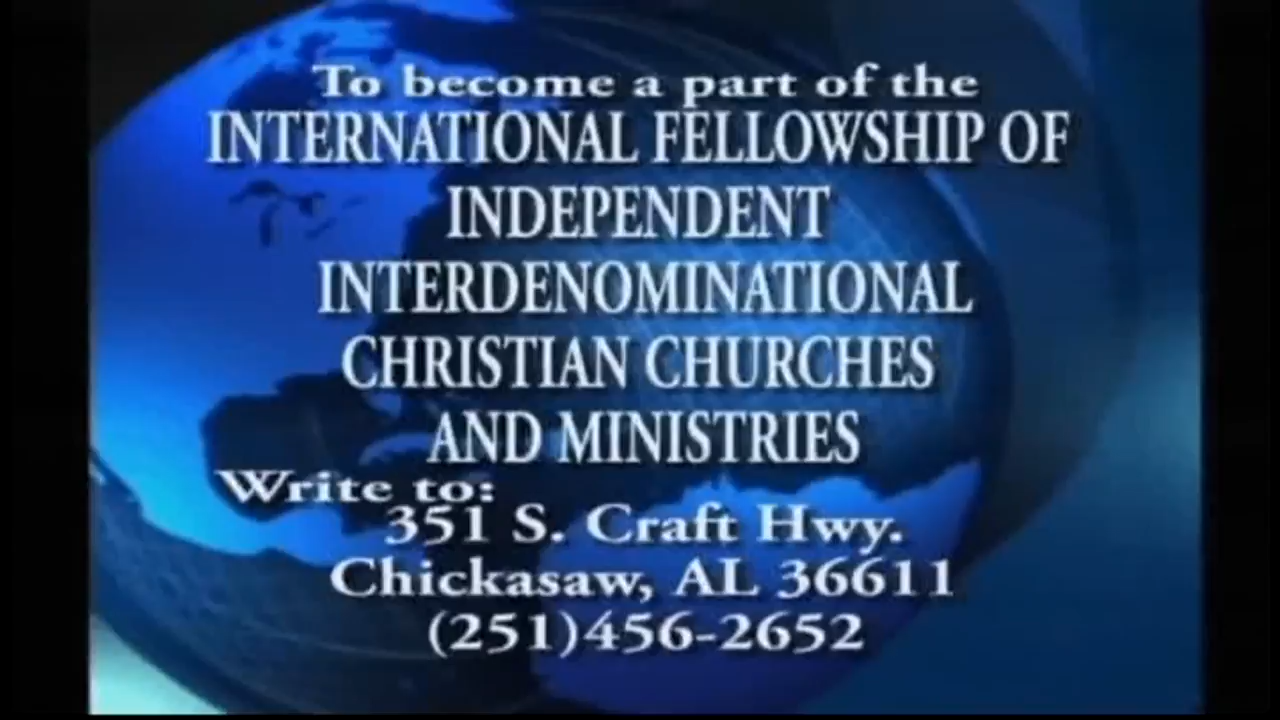 To become a part of the
INTERNATIONAL FELLOWSHIP OF
INDEPENDENT
INTERDENOMINATIONAL
CHRISTIAN CHURCHES
AND MINISTRIES
Write to:
351 S. Craft Hwy.
Chickasaw, AL 36611
(251)456-2652